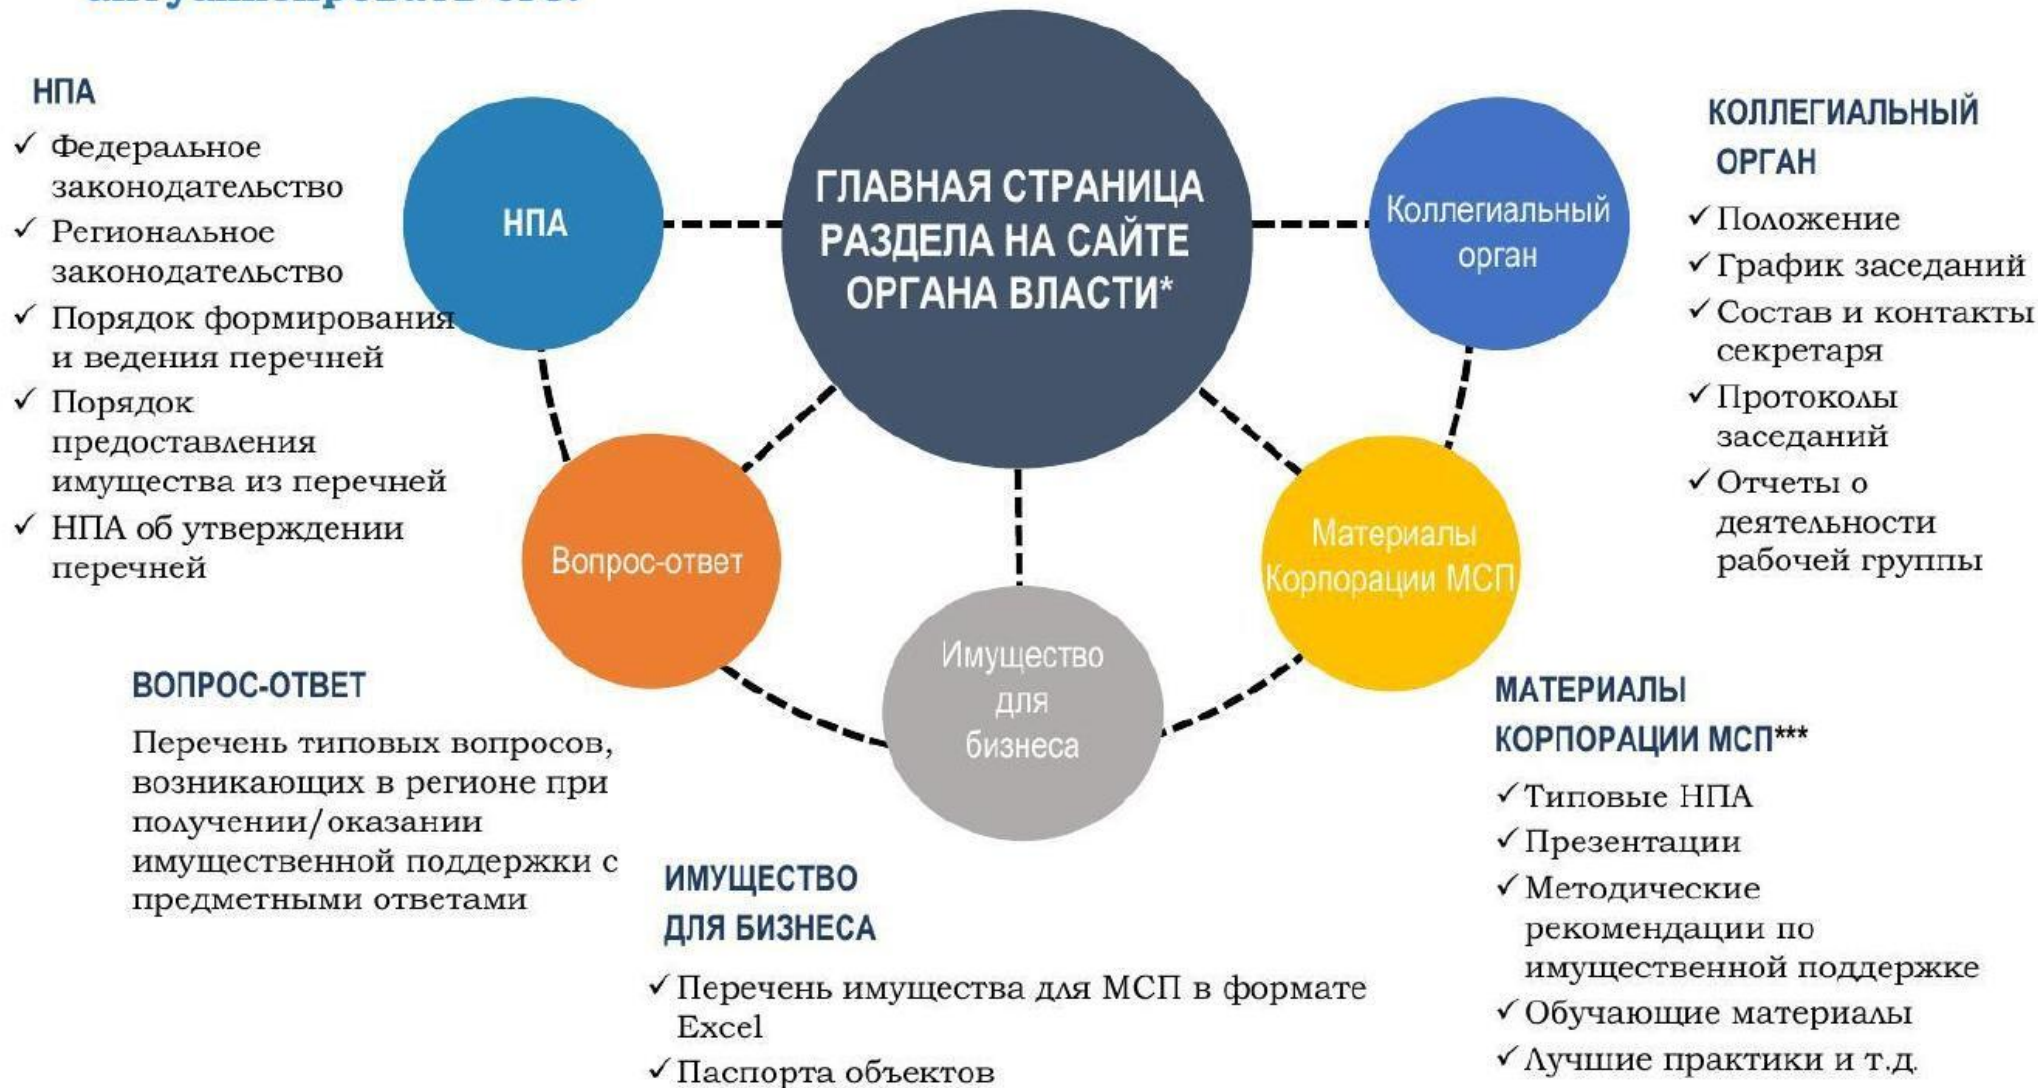 НПА
✓ Федеральное
законодательство
✓ Региональное
законодательство
✓ Порядок формирования
и ведения перечней
✓ Порядок
предоставления
имущества из перечней
✓ НПА об утверждении
перечней
НПА
ГЛАВНАЯ СТРАНИЦА
РАЗДЕЛА НА САЙТЕ
ОРГАНА ВЛАСТИ*
Коллегиальный
орган
КОЛЛЕГИАЛЬНЫЙ
ОРГАН
✓ Положение
✓ График заседаний
✓ Состав и контакты
секретаря
✓ Протоколы
заседаний
✓ Отчеты о
деятельности
рабочей группы
Вопрос-ответ
Имущество
для
бизнеса
Материалы
Корпорации МСП
ВОПРОС-ОТВЕТ
Перечень типовых вопросов,
возникающих в регионе при
получении/оказании
имущественной поддержки с
предметными ответами
ИМУЩЕСТВО
ДЛЯ БИЗНЕСА
✓ Перечень имущества для МСП в формате
Excel
✓ Паспорта объектов
МАТЕРИАЛЫ
КОРПОРАЦИИ МСП***
✓ Типовые НПА
✓ Презентации
✓ Методические
рекомендации по
имущественной поддержке
✓ Обучающие материалы
✓ Лучшие практики и т.д.